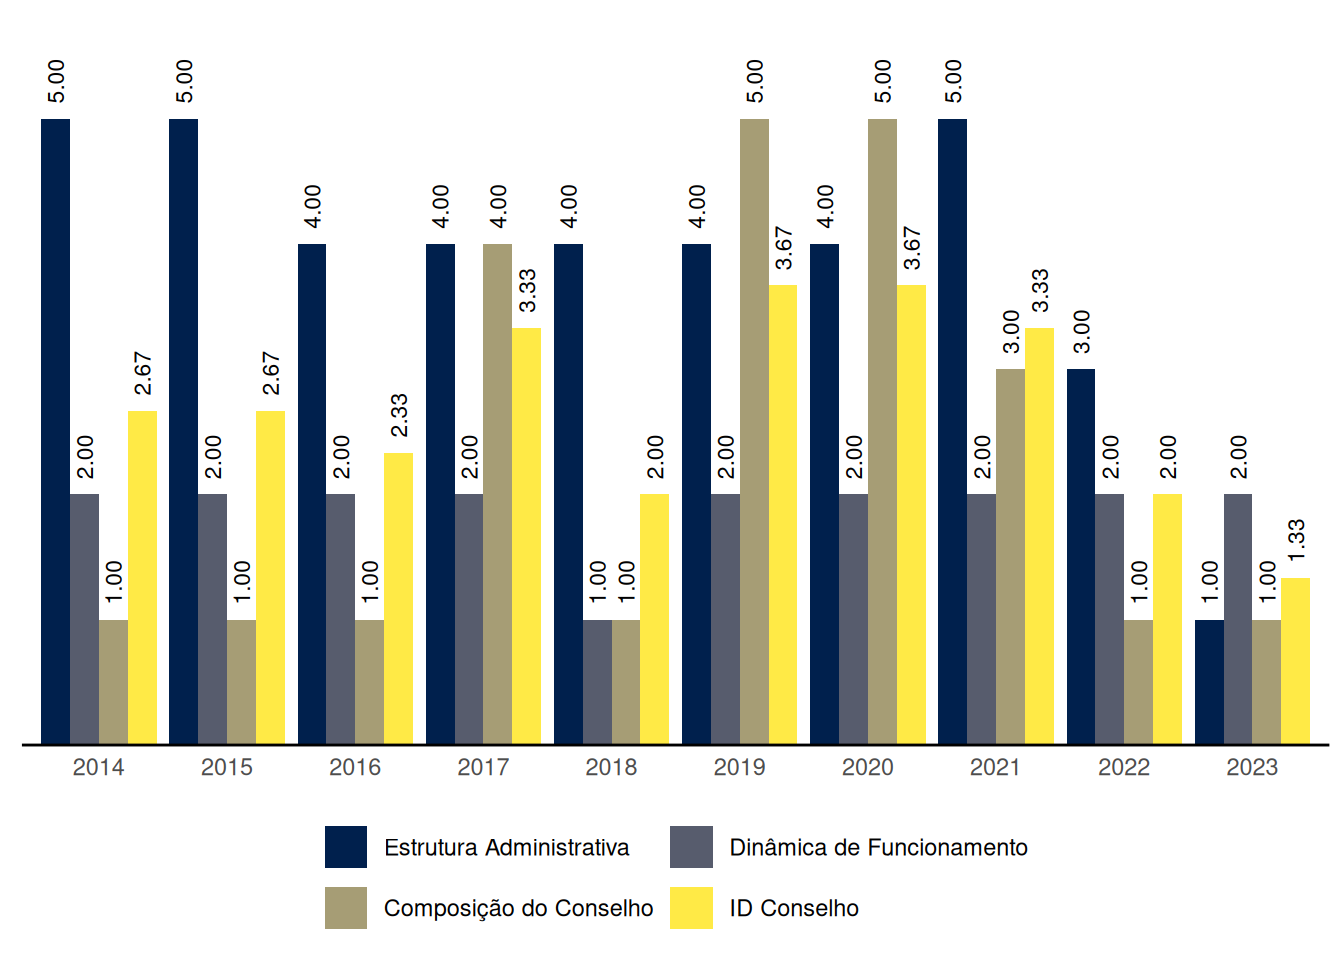 5.00 2.00 1.00 2.67
5.00 2.00 1.00 2.67
4.00 2.00 1.00 2.33
4.00 2.00 4.00 3.33
4.00 1.00 1.00 2.00
4.00 2.00 5.00 3.67
4.00 2.00 5.00 3.67
5.00 2.00 3.00 3.33
3.00 2.00 1.00 2.00
1.00 2.00 1.00 1.33
2014 2015 2016 2017 2018 2019 2020 2021 2022 2023
Estrutura Administrativa Dinâmica de Funcionamento
Composição do Conselho ID Conselho